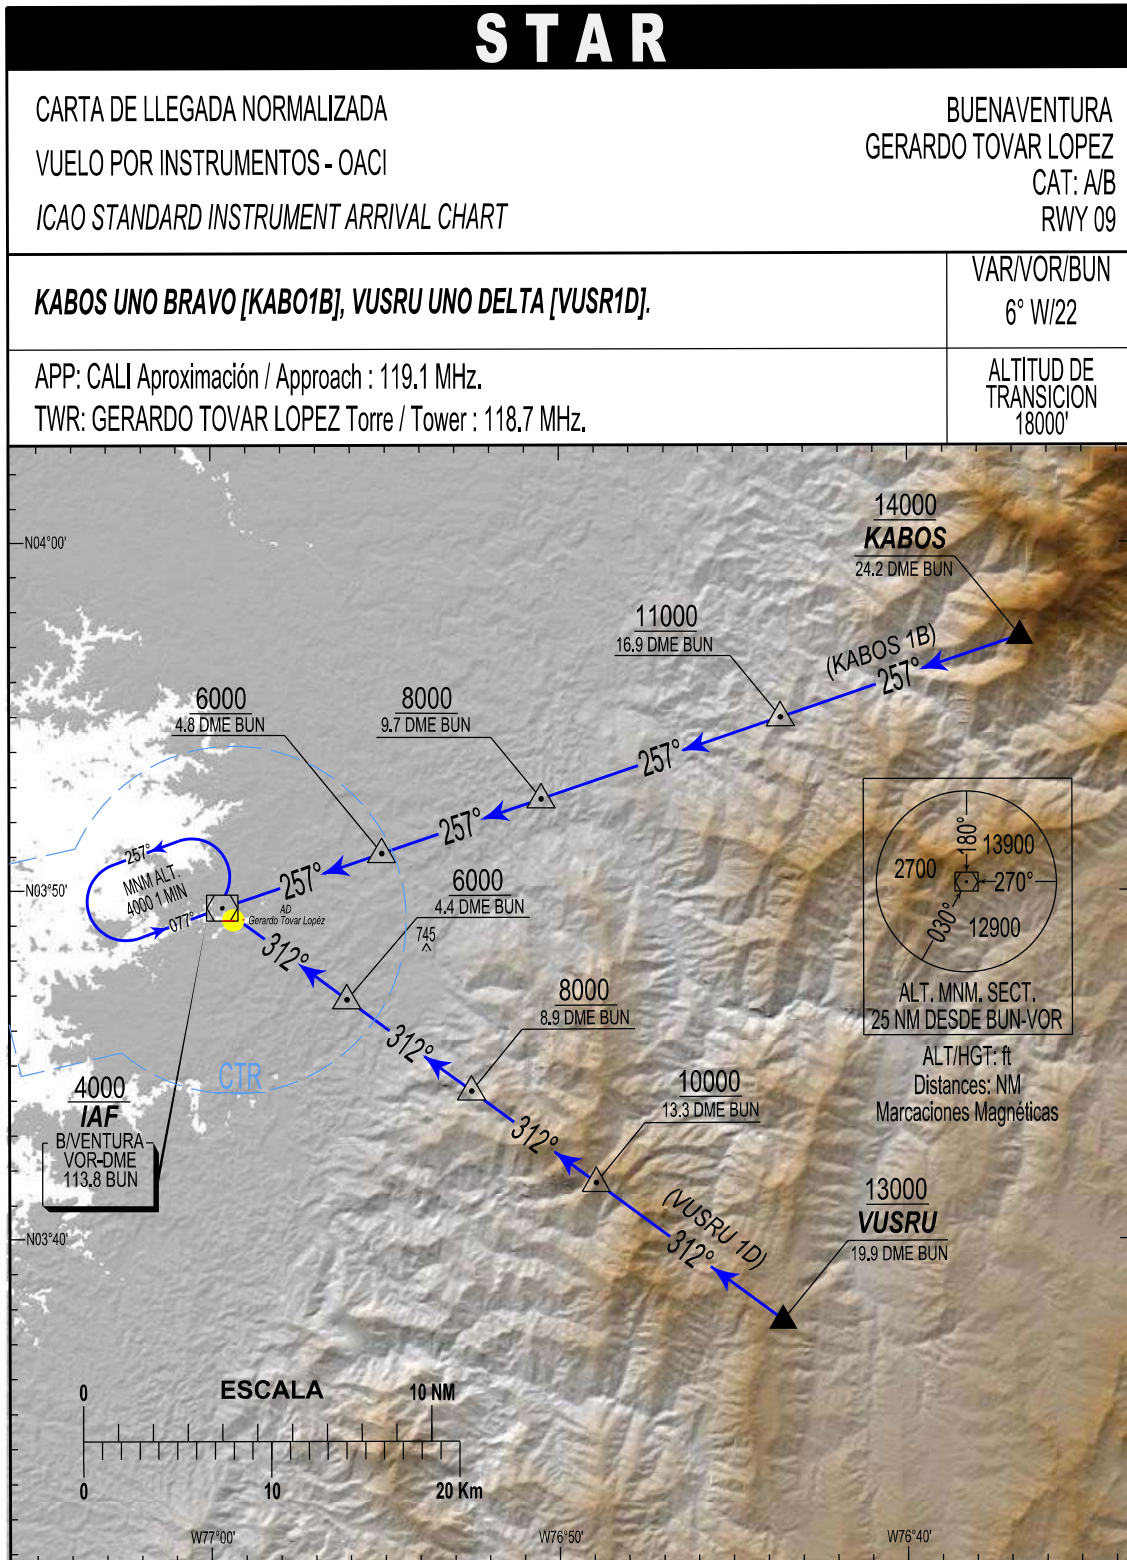 STAR
CARTA DE LLEGADA NORMALIZADA
VUELO POR INSTRUMENTOS - OACI
ICAO STANDARD INSTRUMENT ARRIVAL CHART
BUENAVENTURA
GERARDO TOVAR LOPEZ
CAT: A/B
RWY 09
KABOS UNO BRAVO [KABO1B], VUSRU UNO DELTA [VUSR1D].
VAR/VOR/BUN
6° W/22
APP: CALI Aproximación / Approach : 119.1 MHz.
TWR: GERARDO TOVAR LOPEZ Torre / Tower : 118.7 MHz.
ALTITUD DE
TRANSICION
18000'
N04°00'
14000
KABOS
24.2 DME BUN
11000
16.9 DME BUN
(KABOS 1B)
257°
6000
4.8 DME BUN
8000
9.7 DME BUN
257°
257°
257°
257°
MNM ALT.
4000 1 MIN
077°
N03°50'
AD
Gerardo Tovar Lopéz
6000
4.4 DME BUN
745
180°
13900
2700
270°
030°
12900
ALT. MNM. SECT.
25 NM DESDE BUN-VOR
ALT/HGT: ft
Distances: NM
Marcaciones Magnéticas
312°
8000
8.9 DME BUN
312°
CTR
4000
IAF
B/VENTURA
VOR-DME
113.8 BUN
10000
13.3 DME BUN
312°
(VUSRU 1D)
312°
13000
VUSRU
19.9 DME BUN
N03°40'
0
ESCALA
10 NM
0
10
20 Km
W77°00'
W76°50'
W76°40'